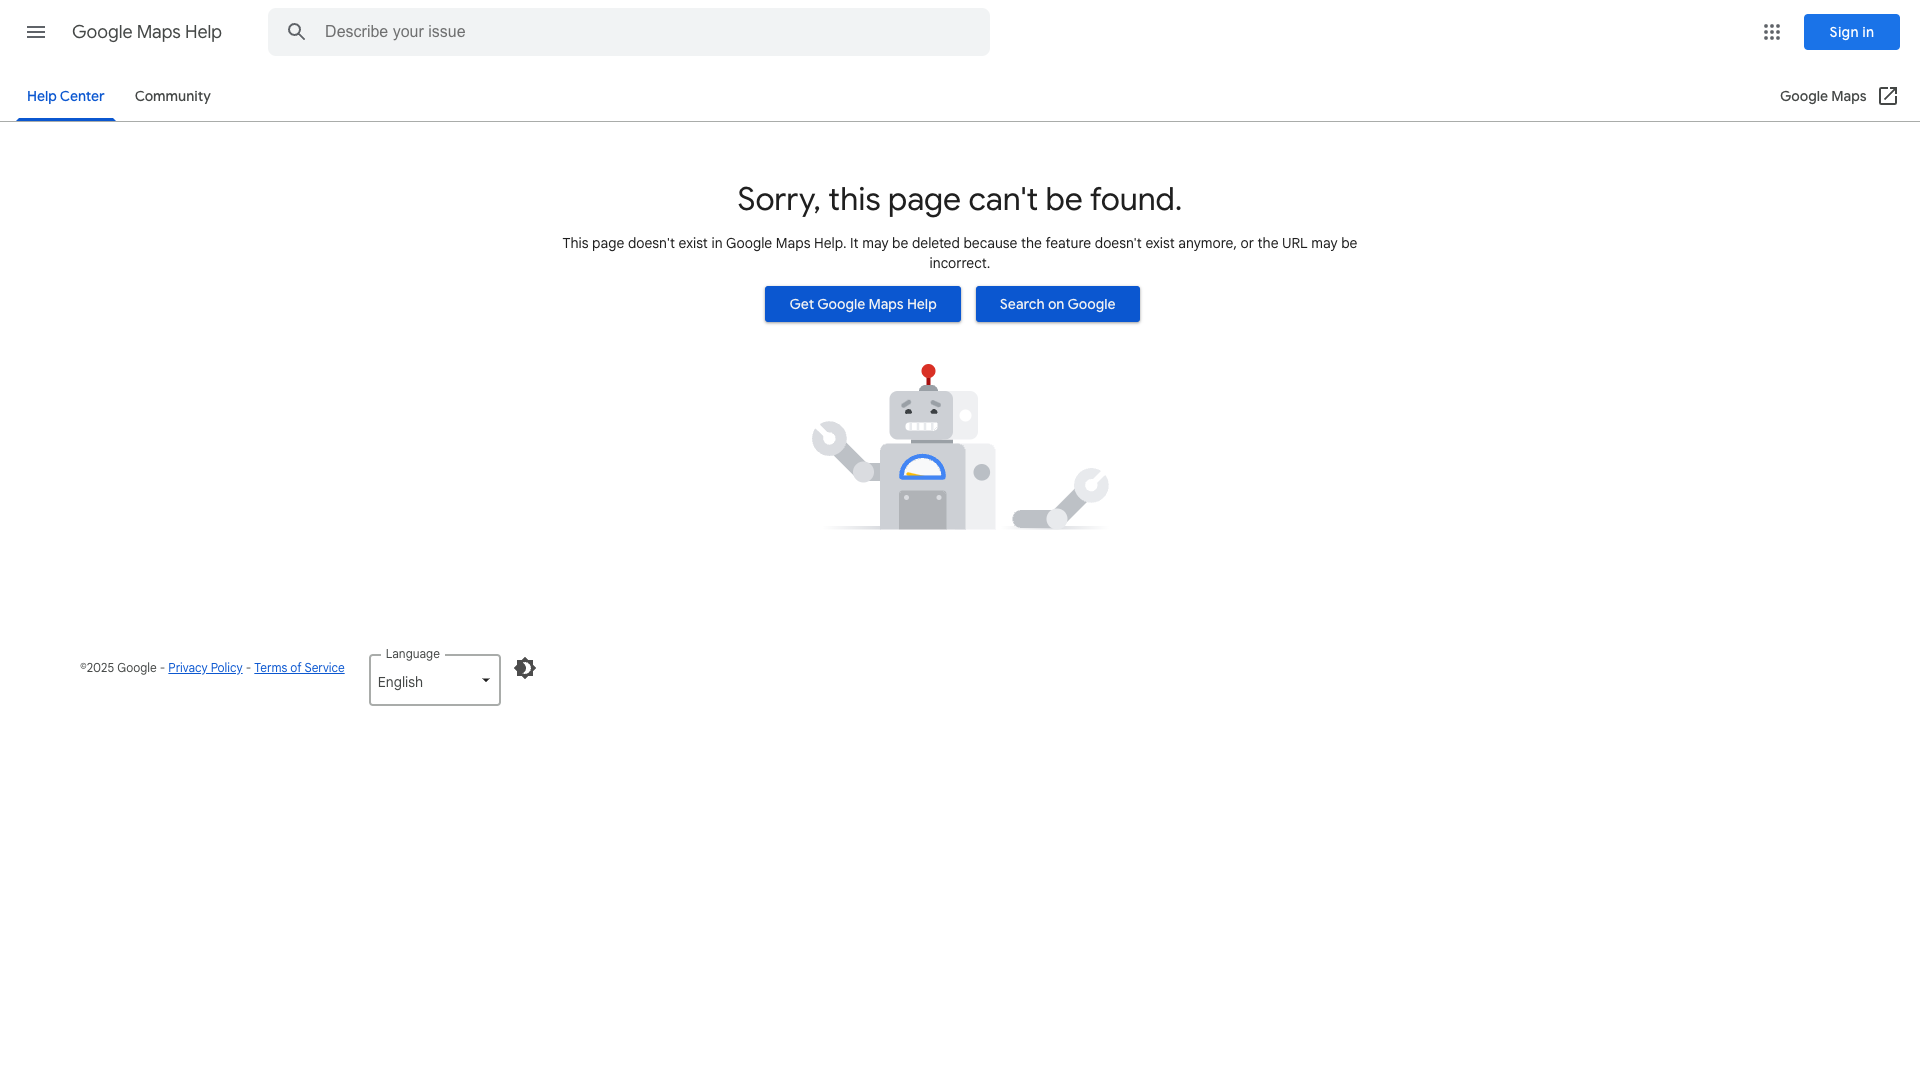 Google Maps Help
Describe your issue
Sign in
Help Center
Community
Google Maps
Sorry, this page can't be found.
This page doesn't exist in Google Maps Help. It may be deleted because the feature doesn't exist anymore, or the URL may be
incorrect.
Get Google Maps Help
Search on Google
©2025 Google - Privacy Policy - Terms of Service
Language
English